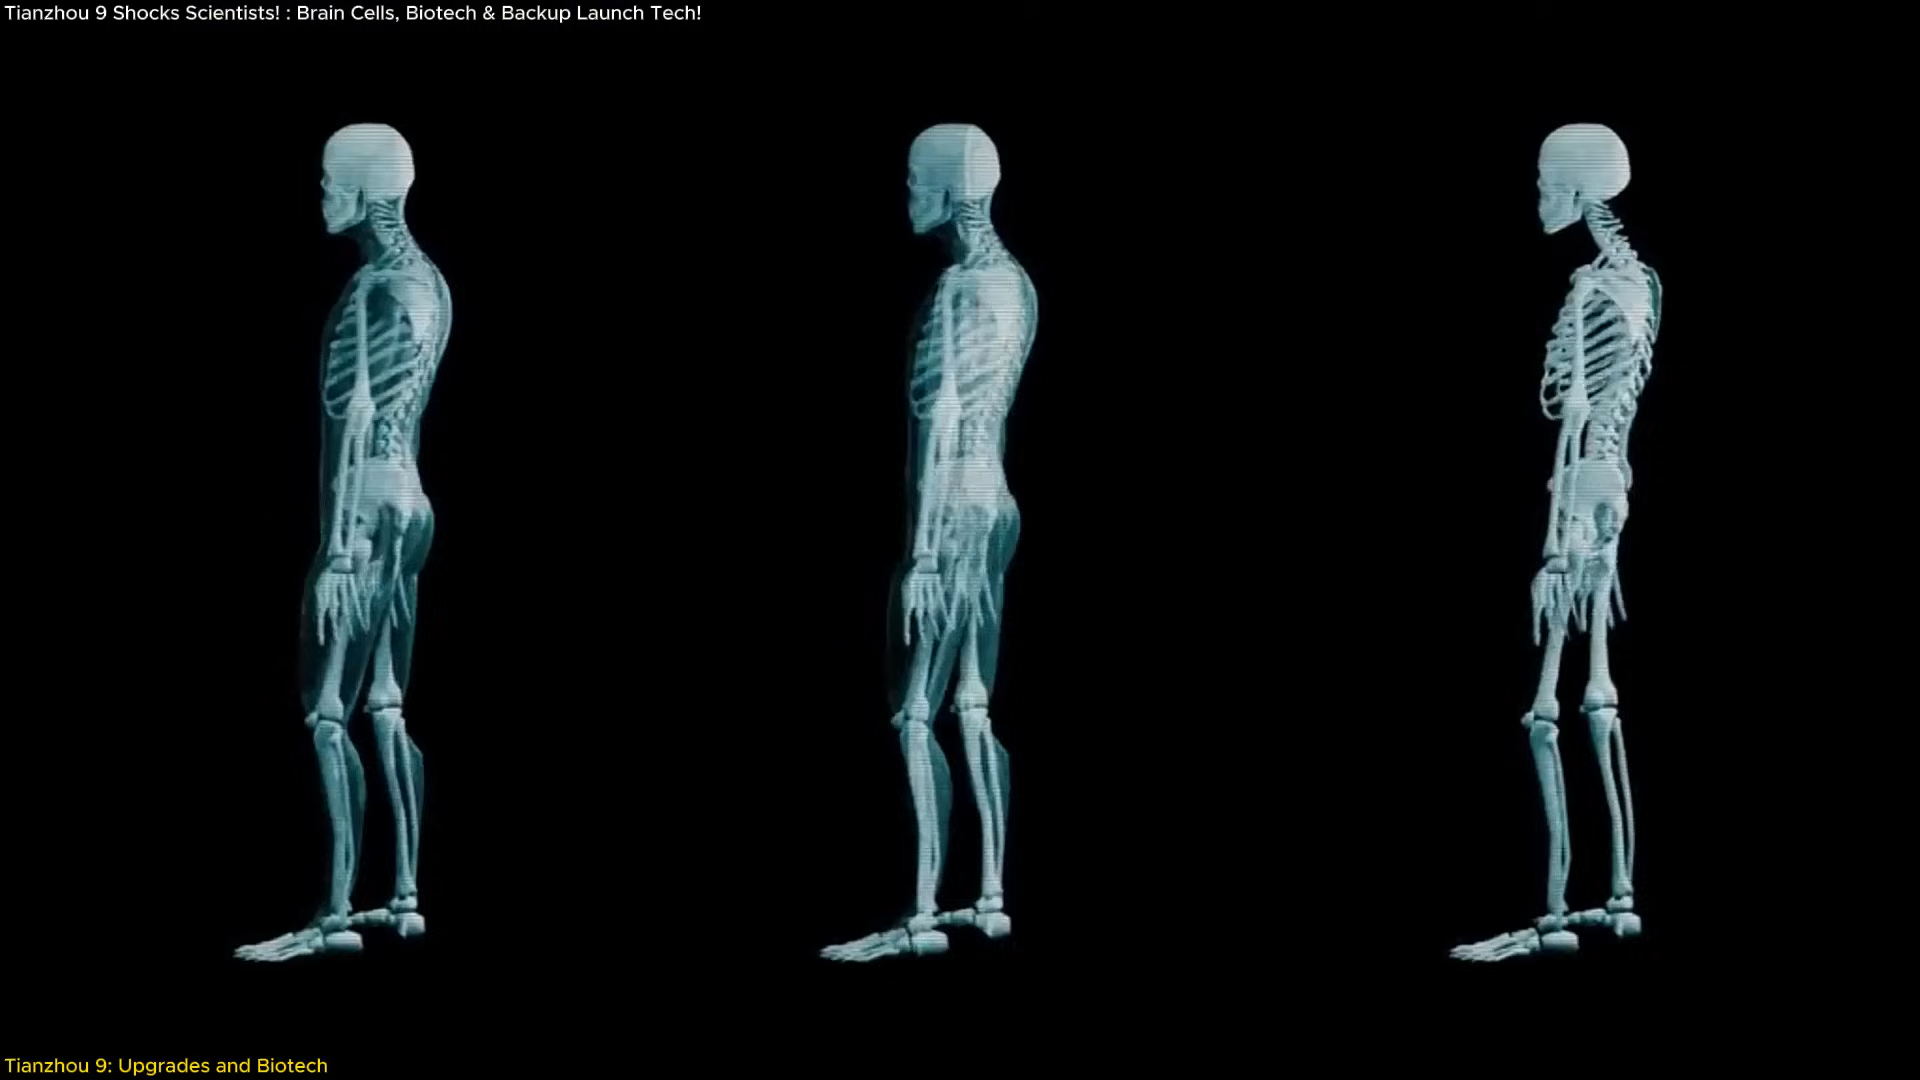 Tianzhou 9 Shocks Scientists! : Brain Cells, Biotech & Backup Launch Tech!
Tianzhou 9: Upgrades and Biotech